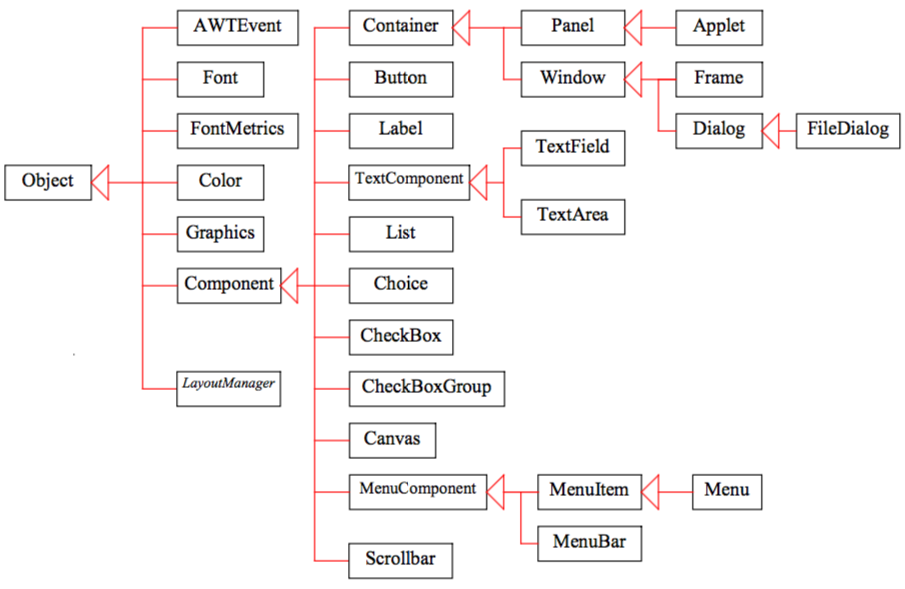 AWTEvent
Container
Panel
Applet
Font
Button
Window
Frame
FontMetrics
Label
Dialog
FileDialog
TextField
Object
Color
TextComponent
TextArea
Graphics
List
Component
Choice
CheckBox
LayoutManager
CheckBoxGroup
Canvas
MenuComponent
MenuItem
Menu
MenuBar
Scrollbar